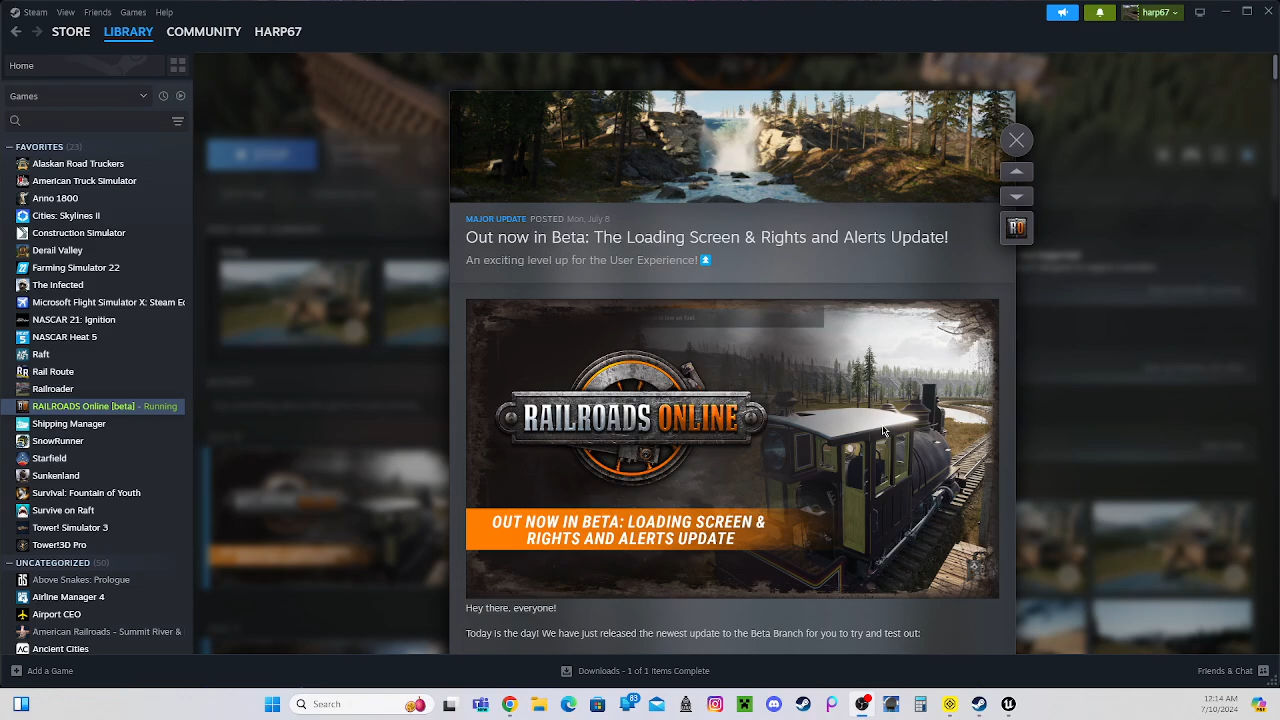 Steam View Friends Games Help
harp67
STORE LIBRARY COMMUNITY HARP67
Home
Games
FAVORITES (23)
Alaskan Road Truckers
American Truck Simulator
Anno 1800
Cities: Skylines II
Construction Simulator
Derail Valley
Farming Simulator 22
The Infected
Microsoft Flight Simulator X: Steam Ec
NASCAR 21: Ignition
NASCAR Heat 5
Raft
Rail Route
Railroader
RAILROADS Online [beta] - Running
Shipping Manager
SnowRunner
Starfield
Sunkenland
Survival: Fountain of Youth
Survive on Raft
Tower! Simulator 3
Tower!3D Pro
UNCATEGORIZED (50)
Above Snakes: Prologue
Airline Manager 4
Airport CEO
American Railroads - Summit River &
Ancient Cities
MAJOR UPDATE POSTED Mon, July 8
Out now in Beta: The Loading Screen & Rights and Alerts Update!
An exciting level up for the User Experience!
RO
is low on fuel
RAILROADS ONLINE
OUT NOW IN BETA: LOADING SCREEN &
RIGHTS AND ALERTS UPDATE
Hey there, everyone!
Today is the day! We have just released the newest update to the Beta Branch for you to try and test out:
Add a Game
Downloads - 1 of 1 Items Complete
Friends & Chat
Search
83
12:14 AM
7/10/2024